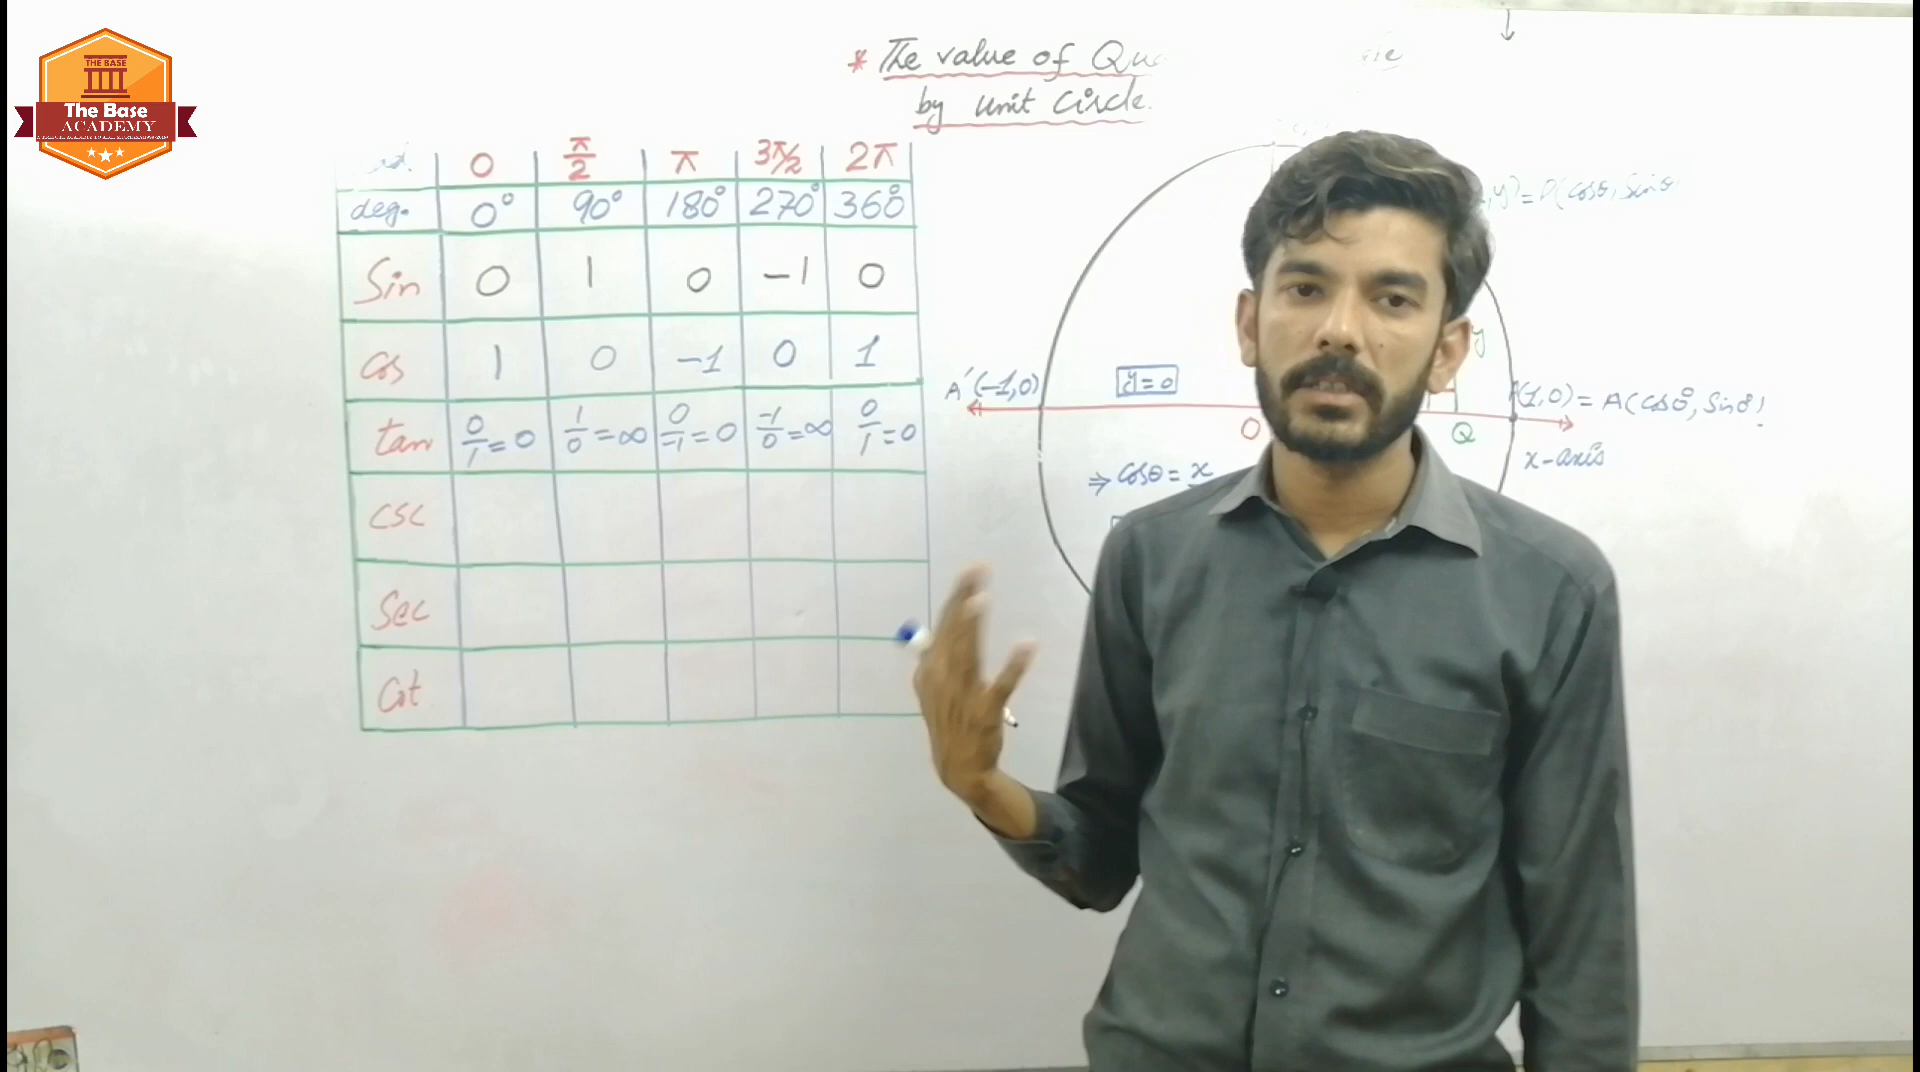 THE BASE
The Base
ACADEMY
* The value of
by unit circle.
0 π/2 π 3π/2 2π
deg. 0° 90° 180° 270° 360°
Sin 0 1 0 -1 0
Cos 1 0 -1 0 1
tan 0/1=0 1/0=∞ 0/-1=0 -1/0=∞ 0/1=0
csc
Sec
Cot
,y)=P(cosθ, Sinθ
y
A'(-1,0) y=0 (1,0) = A(cos0°, Sin0°)
O Q
x-axis
⇒ cosθ = x